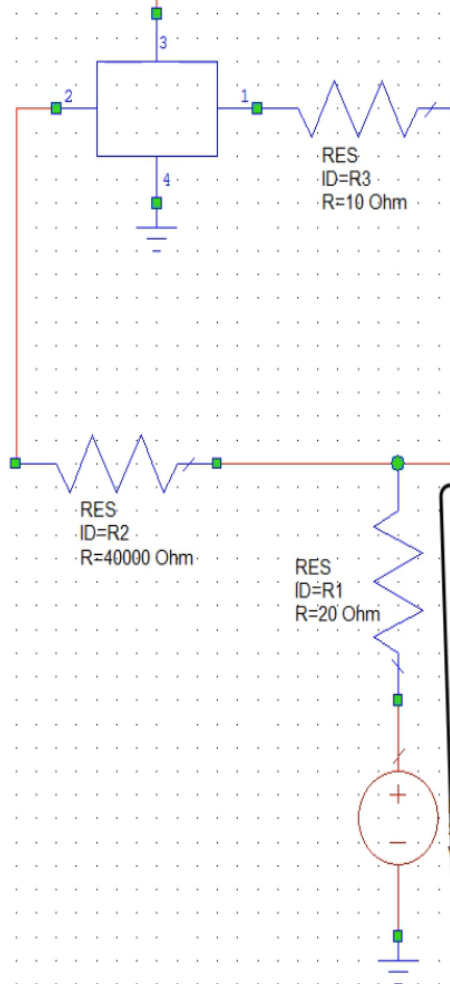 3
2
1
RES
ID=R3
R=10 Ohm
4
RES
ID=R2
R=40000 Ohm
RES
ID=R1
R=20 Ohm
+
−